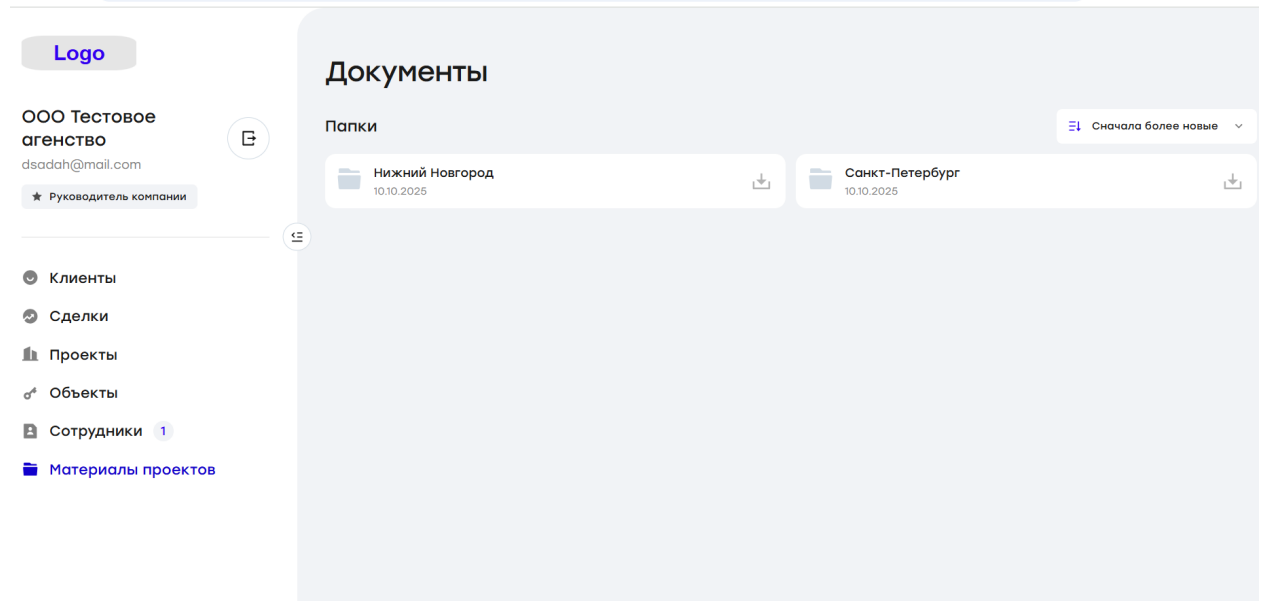 Logo
ООО Тестовое
агенство
dsadah@mail.com
Руководитель компании
Клиенты
Сделки
Проекты
Объекты
Сотрудники 1
Материалы проектов
Документы
Папки
Сначала более новые
Нижний Новгород
10.10.2025
Санкт-Петербург
10.10.2025